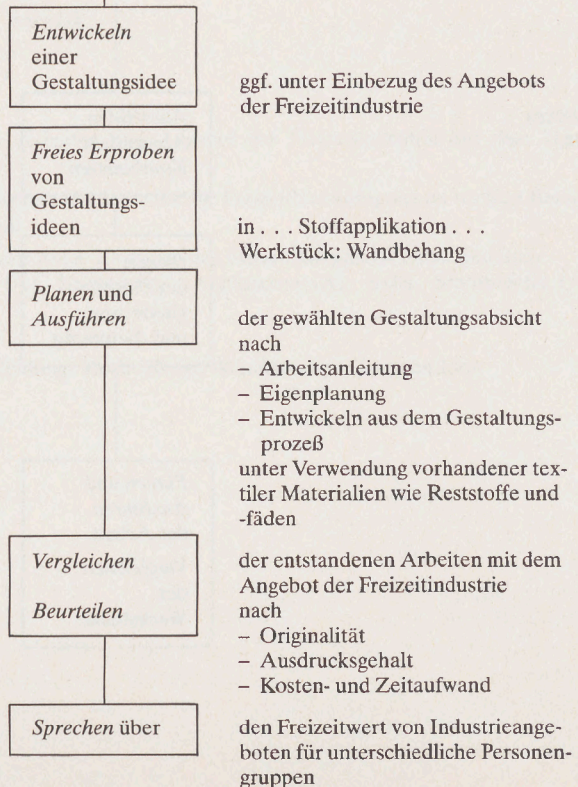 Entwickeln
einer
Gestaltungsidee
ggf. unter Einbezug des Angebots
der Freizeitindustrie
Freies Erproben
von
Gestaltungs-
ideen
in . . . Stoffapplikation . . .
Werkstück: Wandbehang
Planen und
Ausführen
der gewählten Gestaltungsabsicht
nach
– Arbeitsanleitung
– Eigenplanung
– Entwickeln aus dem Gestaltungs-
prozeß
unter Verwendung vorhandener tex-
tiler Materialien wie Reststoffe und
-fäden
Vergleichen
Beurteilen
der entstandenen Arbeiten mit dem
Angebot der Freizeitindustrie
nach
– Originalität
– Ausdrucksgehalt
– Kosten- und Zeitaufwand
Sprechen über
den Freizeitwert von Industrieange-
boten für unterschiedliche Personen-
gruppen